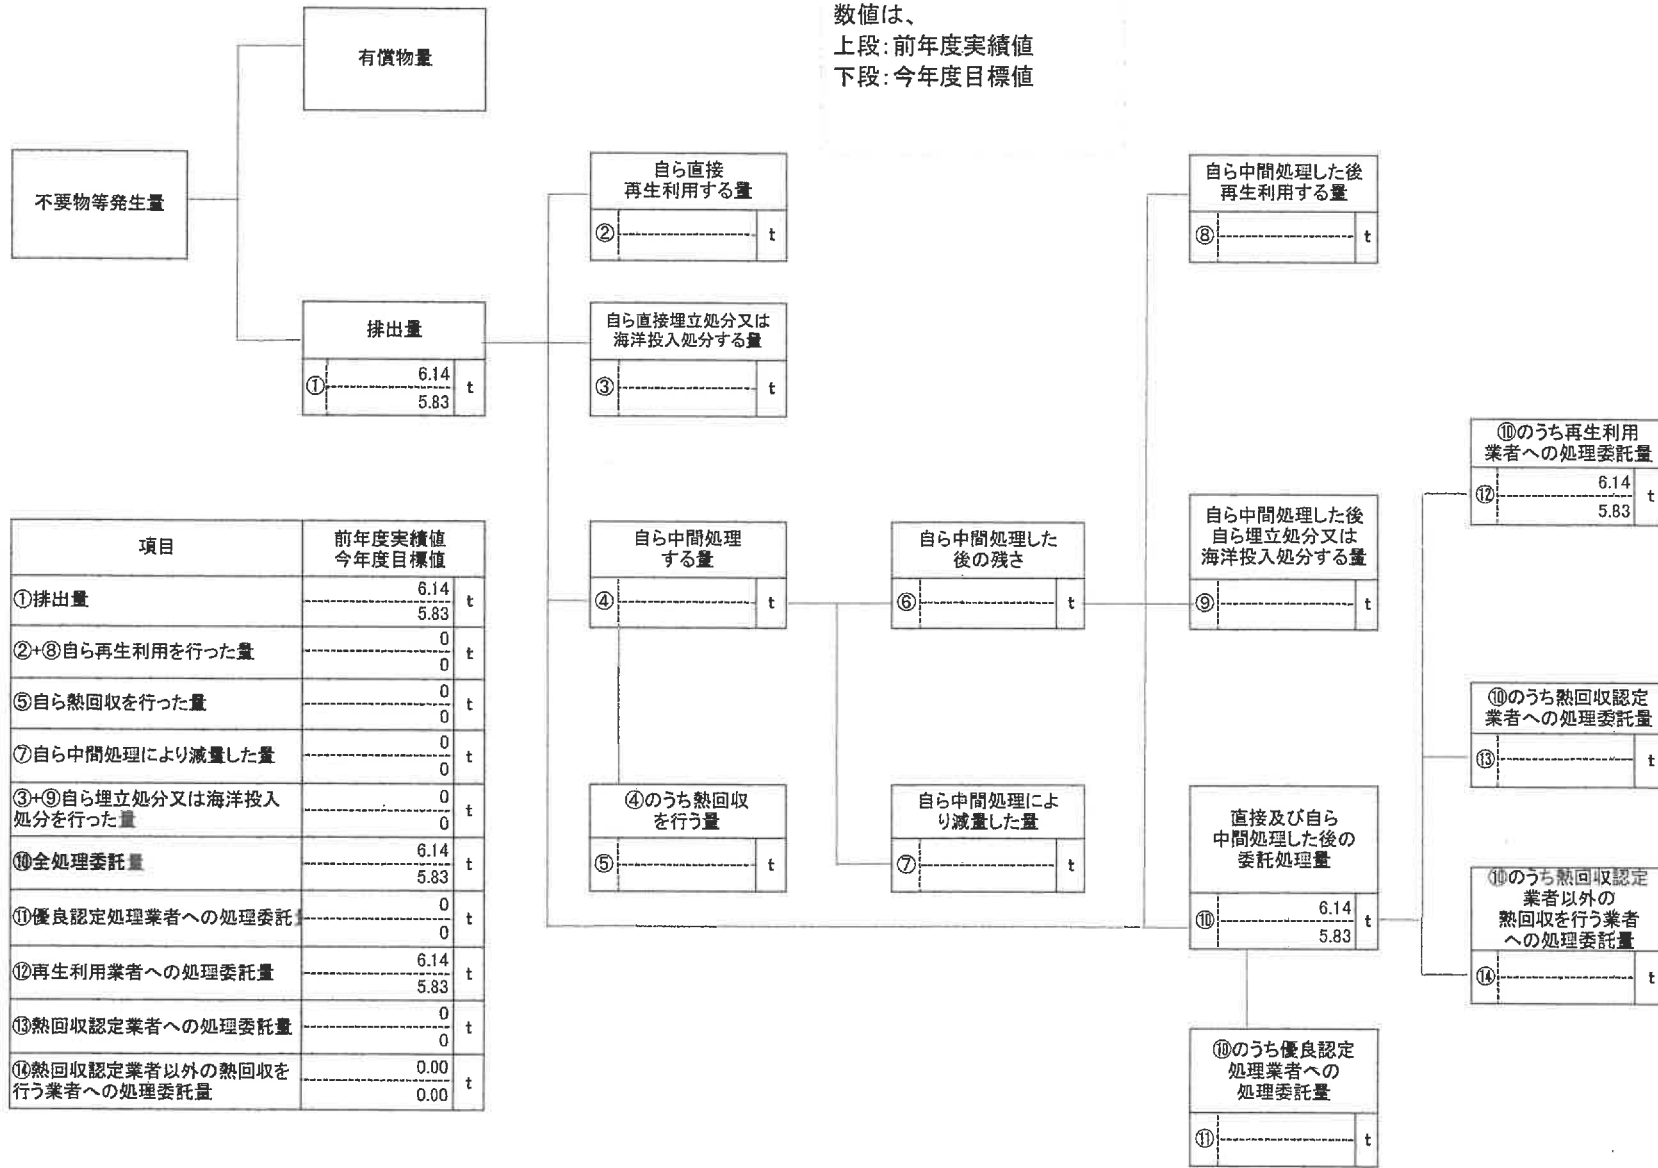 数値は、
上段:前年度実績値
下段:今年度目標値
有償物量
不要物等発生量
排出量
①
6.14
5.83
t
自ら直接
再生利用する量
②
t
自ら直接埋立処分又は
海洋投入処分する量
③
t
自ら中間処理した後
再生利用する量
⑧
t
自ら中間処理
する量
④
t
自ら中間処理した
後の残さ
⑥
t
自ら中間処理した後
自ら埋立処分又は
海洋投入処分する量
⑨
t
④のうち熱回収
を行う量
⑤
t
自ら中間処理によ
り減量した量
⑦
t
直接及び自ら
中間処理した後の
委託処理量
⑩
6.14
5.83
t
⑩のうち優良認定
処理業者への
処理委託量
⑪
t
⑩のうち再生利用
業者への処理委託量
⑫
6.14
5.83
t
⑩のうち熱回収認定
業者への処理委託量
⑬
t
⑩のうち熱回収認定
業者以外の
熱回収を行う業者
への処理委託量
⑭
t
項目
前年度実績値
今年度目標値
①排出量
6.14
5.83
t
②+⑧自ら再生利用を行った量
0
0
t
⑤自ら熱回収を行った量
0
0
t
⑦自ら中間処理により減量した量
0
0
t
③+⑨自ら埋立処分又は海洋投入
処分を行った量
0
0
t
⑩全処理委託量
6.14
5.83
t
⑪優良認定処理業者への処理委託
0
0
t
⑫再生利用業者への処理委託量
6.14
5.83
t
⑬熱回収認定業者への処理委託量
0
0
t
⑭熱回収認定業者以外の熱回収を
行う業者への処理委託量
0.00
0.00
t